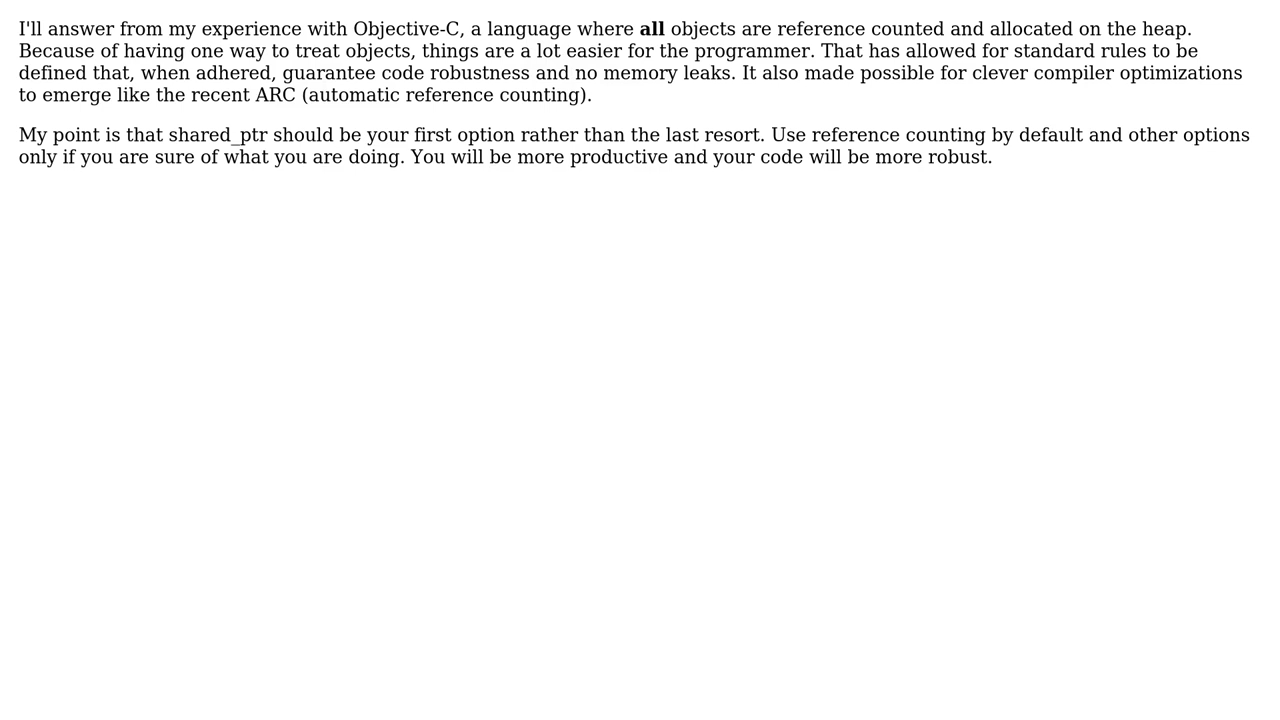 I'll answer from my experience with Objective-C, a language where all objects are reference counted and allocated on the heap.
Because of having one way to treat objects, things are a lot easier for the programmer. That has allowed for standard rules to be
defined that, when adhered, guarantee code robustness and no memory leaks. It also made possible for clever compiler optimizations
to emerge like the recent ARC (automatic reference counting).
My point is that shared_ptr should be your first option rather than the last resort. Use reference counting by default and other options
only if you are sure of what you are doing. You will be more productive and your code will be more robust.